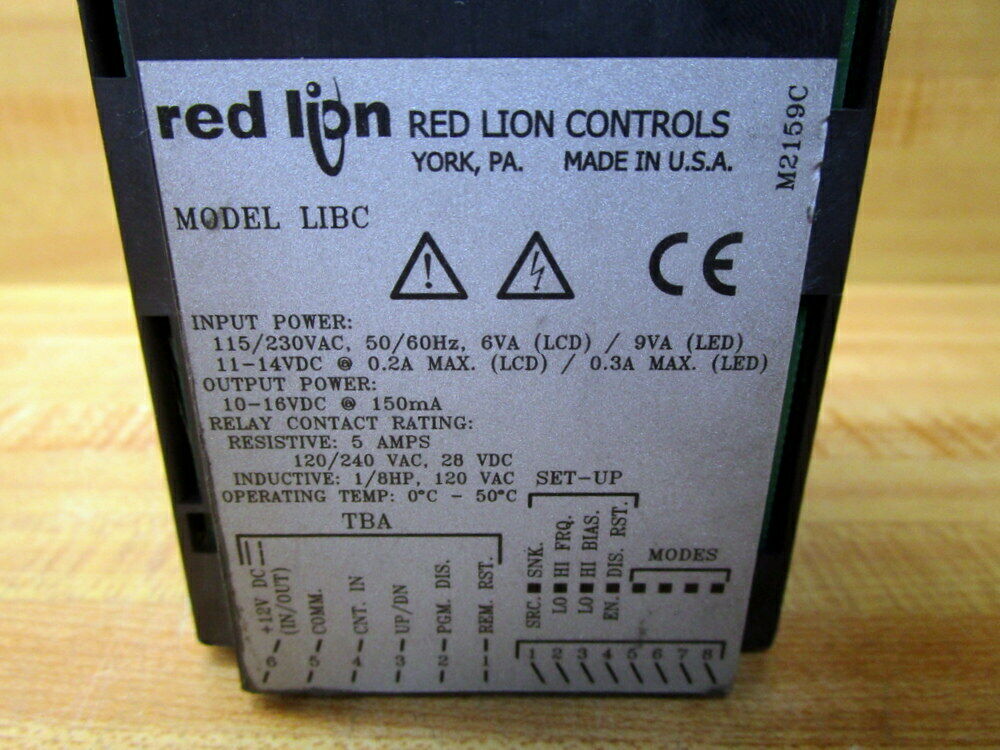 red lion RED LION CONTROLS
YORK, PA. MADE IN U.S.A.
M2159C
MODEL LIBC
CE
INPUT POWER:
115/230VAC, 50/60Hz, 6VA (LCD) / 9VA (LED)
11-14VDC @ 0.2A MAX. (LCD) / 0.3A MAX. (LED)
OUTPUT POWER:
10-16VDC @ 150mA
RELAY CONTACT RATING:
RESISTIVE: 5 AMPS
120/240 VAC, 28 VDC
INDUCTIVE: 1/8HP, 120 VAC
OPERATING TEMP: 0°C - 50°C
TBA
6 - +12V DC (IN/OUT)
5 - COMM.
4 - CNT. IN
3 - UP/DN
2 - PGM. DIS.
1 - REM. RST.
SET-UP
SRC. ■ SNK.
LO ■ HI FRQ.
LO ■ HI BIAS.
EN. ■ DIS. RST.
MODES
1 2 3 4 5 6 7 8